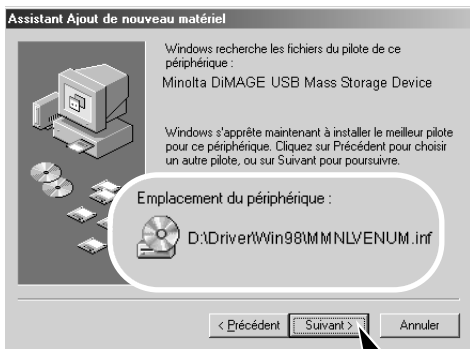 Assistant Ajout de nouveau matériel
Windows recherche les fichiers du pilote de ce
périphérique :
Minolta DiMAGE USB Mass Storage Device
Windows s'apprête maintenant à installer le meilleur pilote
pour ce périphérique. Cliquez sur Précédent pour choisir
un autre pilote, ou sur Suivant pour poursuivre.
Emplacement du périphérique :
D:\Driver\Win98\MMNLVENUM.inf
< Précédent Suivant > Annuler